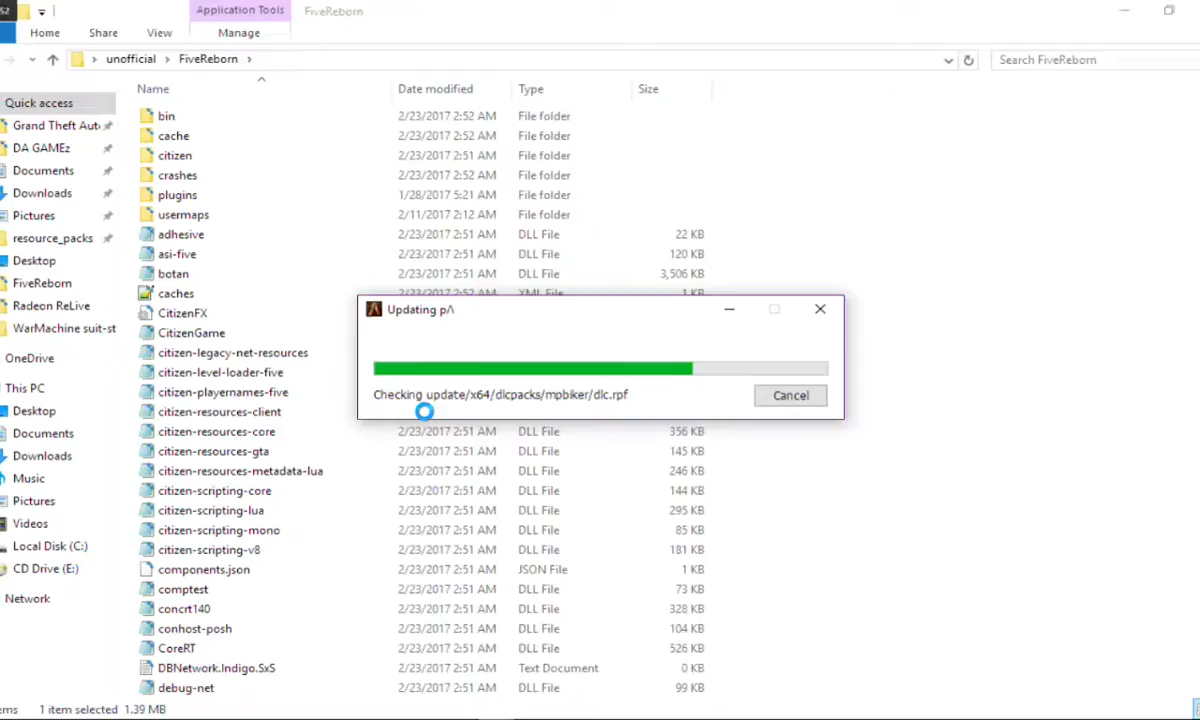 Application Tools FiveReborn
Home Share View Manage
unofficial FiveReborn Search FiveReborn
Name Date modified Type Size
Quick access
Grand Theft Aut
DA GAMEz
Documents
Downloads
Pictures
resource_packs
Desktop
FiveReborn
Radeon ReLive
WarMachine suit-st
OneDrive
This PC
Desktop
Documents
Downloads
Music
Pictures
Videos
Local Disk (C:)
CD Drive (E:)
Network
bin 2/23/2017 2:52 AM File folder
cache 2/23/2017 2:52 AM File folder
citizen 2/23/2017 2:51 AM File folder
crashes 2/23/2017 2:52 AM File folder
plugins 1/28/2017 5:21 AM File folder
usermaps 2/11/2017 2:12 AM File folder
adhesive 2/23/2017 2:51 AM DLL File 22 KB
asi-five 2/23/2017 2:51 AM DLL File 120 KB
botan 2/23/2017 2:51 AM DLL File 3,506 KB
caches 2/23/2017 2:52 AM XML File 1 KB
CitizenFX
CitizenGame
citizen-legacy-net-resources
citizen-level-loader-five
citizen-playernames-five
citizen-resources-client
citizen-resources-core 2/23/2017 2:51 AM DLL File 356 KB
citizen-resources-gta 2/23/2017 2:51 AM DLL File 145 KB
citizen-resources-metadata-lua 2/23/2017 2:51 AM DLL File 246 KB
citizen-scripting-core 2/23/2017 2:51 AM DLL File 144 KB
citizen-scripting-lua 2/23/2017 2:51 AM DLL File 295 KB
citizen-scripting-mono 2/23/2017 2:51 AM DLL File 85 KB
citizen-scripting-v8 2/23/2017 2:51 AM DLL File 181 KB
components.json 2/23/2017 2:51 AM JSON File 1 KB
comptest 2/23/2017 2:51 AM DLL File 73 KB
concrt140 2/23/2017 2:51 AM DLL File 328 KB
conhost-posh 2/23/2017 2:51 AM DLL File 104 KB
CoreRT 2/23/2017 2:51 AM DLL File 526 KB
DBNetwork.Indigo.SxS 2/23/2017 2:51 AM Text Document 0 KB
debug-net 2/23/2017 2:51 AM DLL File 99 KB
Updating pΛ
Checking update/x64/dlcpacks/mpbiker/dlc.rpf
Cancel
ems 1 item selected 1.39 MB